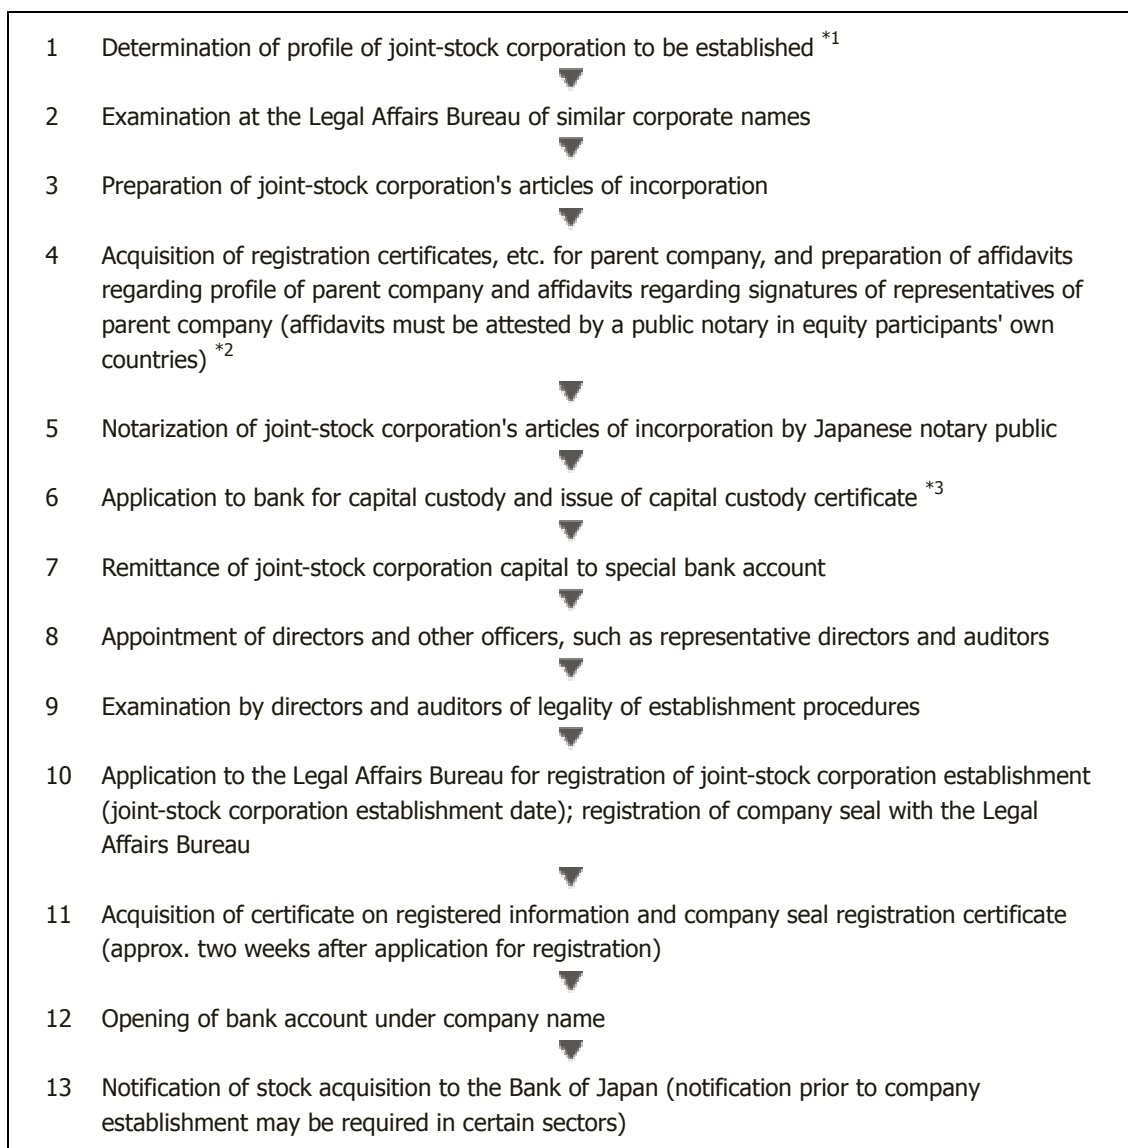 1 Determination of profile of joint-stock corporation to be established *1
2 Examination at the Legal Affairs Bureau of similar corporate names
3 Preparation of joint-stock corporation's articles of incorporation
4 Acquisition of registration certificates, etc. for parent company, and preparation of affidavits
regarding profile of parent company and affidavits regarding signatures of representatives of
parent company (affidavits must be attested by a public notary in equity participants' own
countries) *2
5 Notarization of joint-stock corporation's articles of incorporation by Japanese notary public
6 Application to bank for capital custody and issue of capital custody certificate *3
7 Remittance of joint-stock corporation capital to special bank account
8 Appointment of directors and other officers, such as representative directors and auditors
9 Examination by directors and auditors of legality of establishment procedures
10 Application to the Legal Affairs Bureau for registration of joint-stock corporation establishment
(joint-stock corporation establishment date); registration of company seal with the Legal
Affairs Bureau
11 Acquisition of certificate on registered information and company seal registration certificate
(approx. two weeks after application for registration)
12 Opening of bank account under company name
13 Notification of stock acquisition to the Bank of Japan (notification prior to company
establishment may be required in certain sectors)